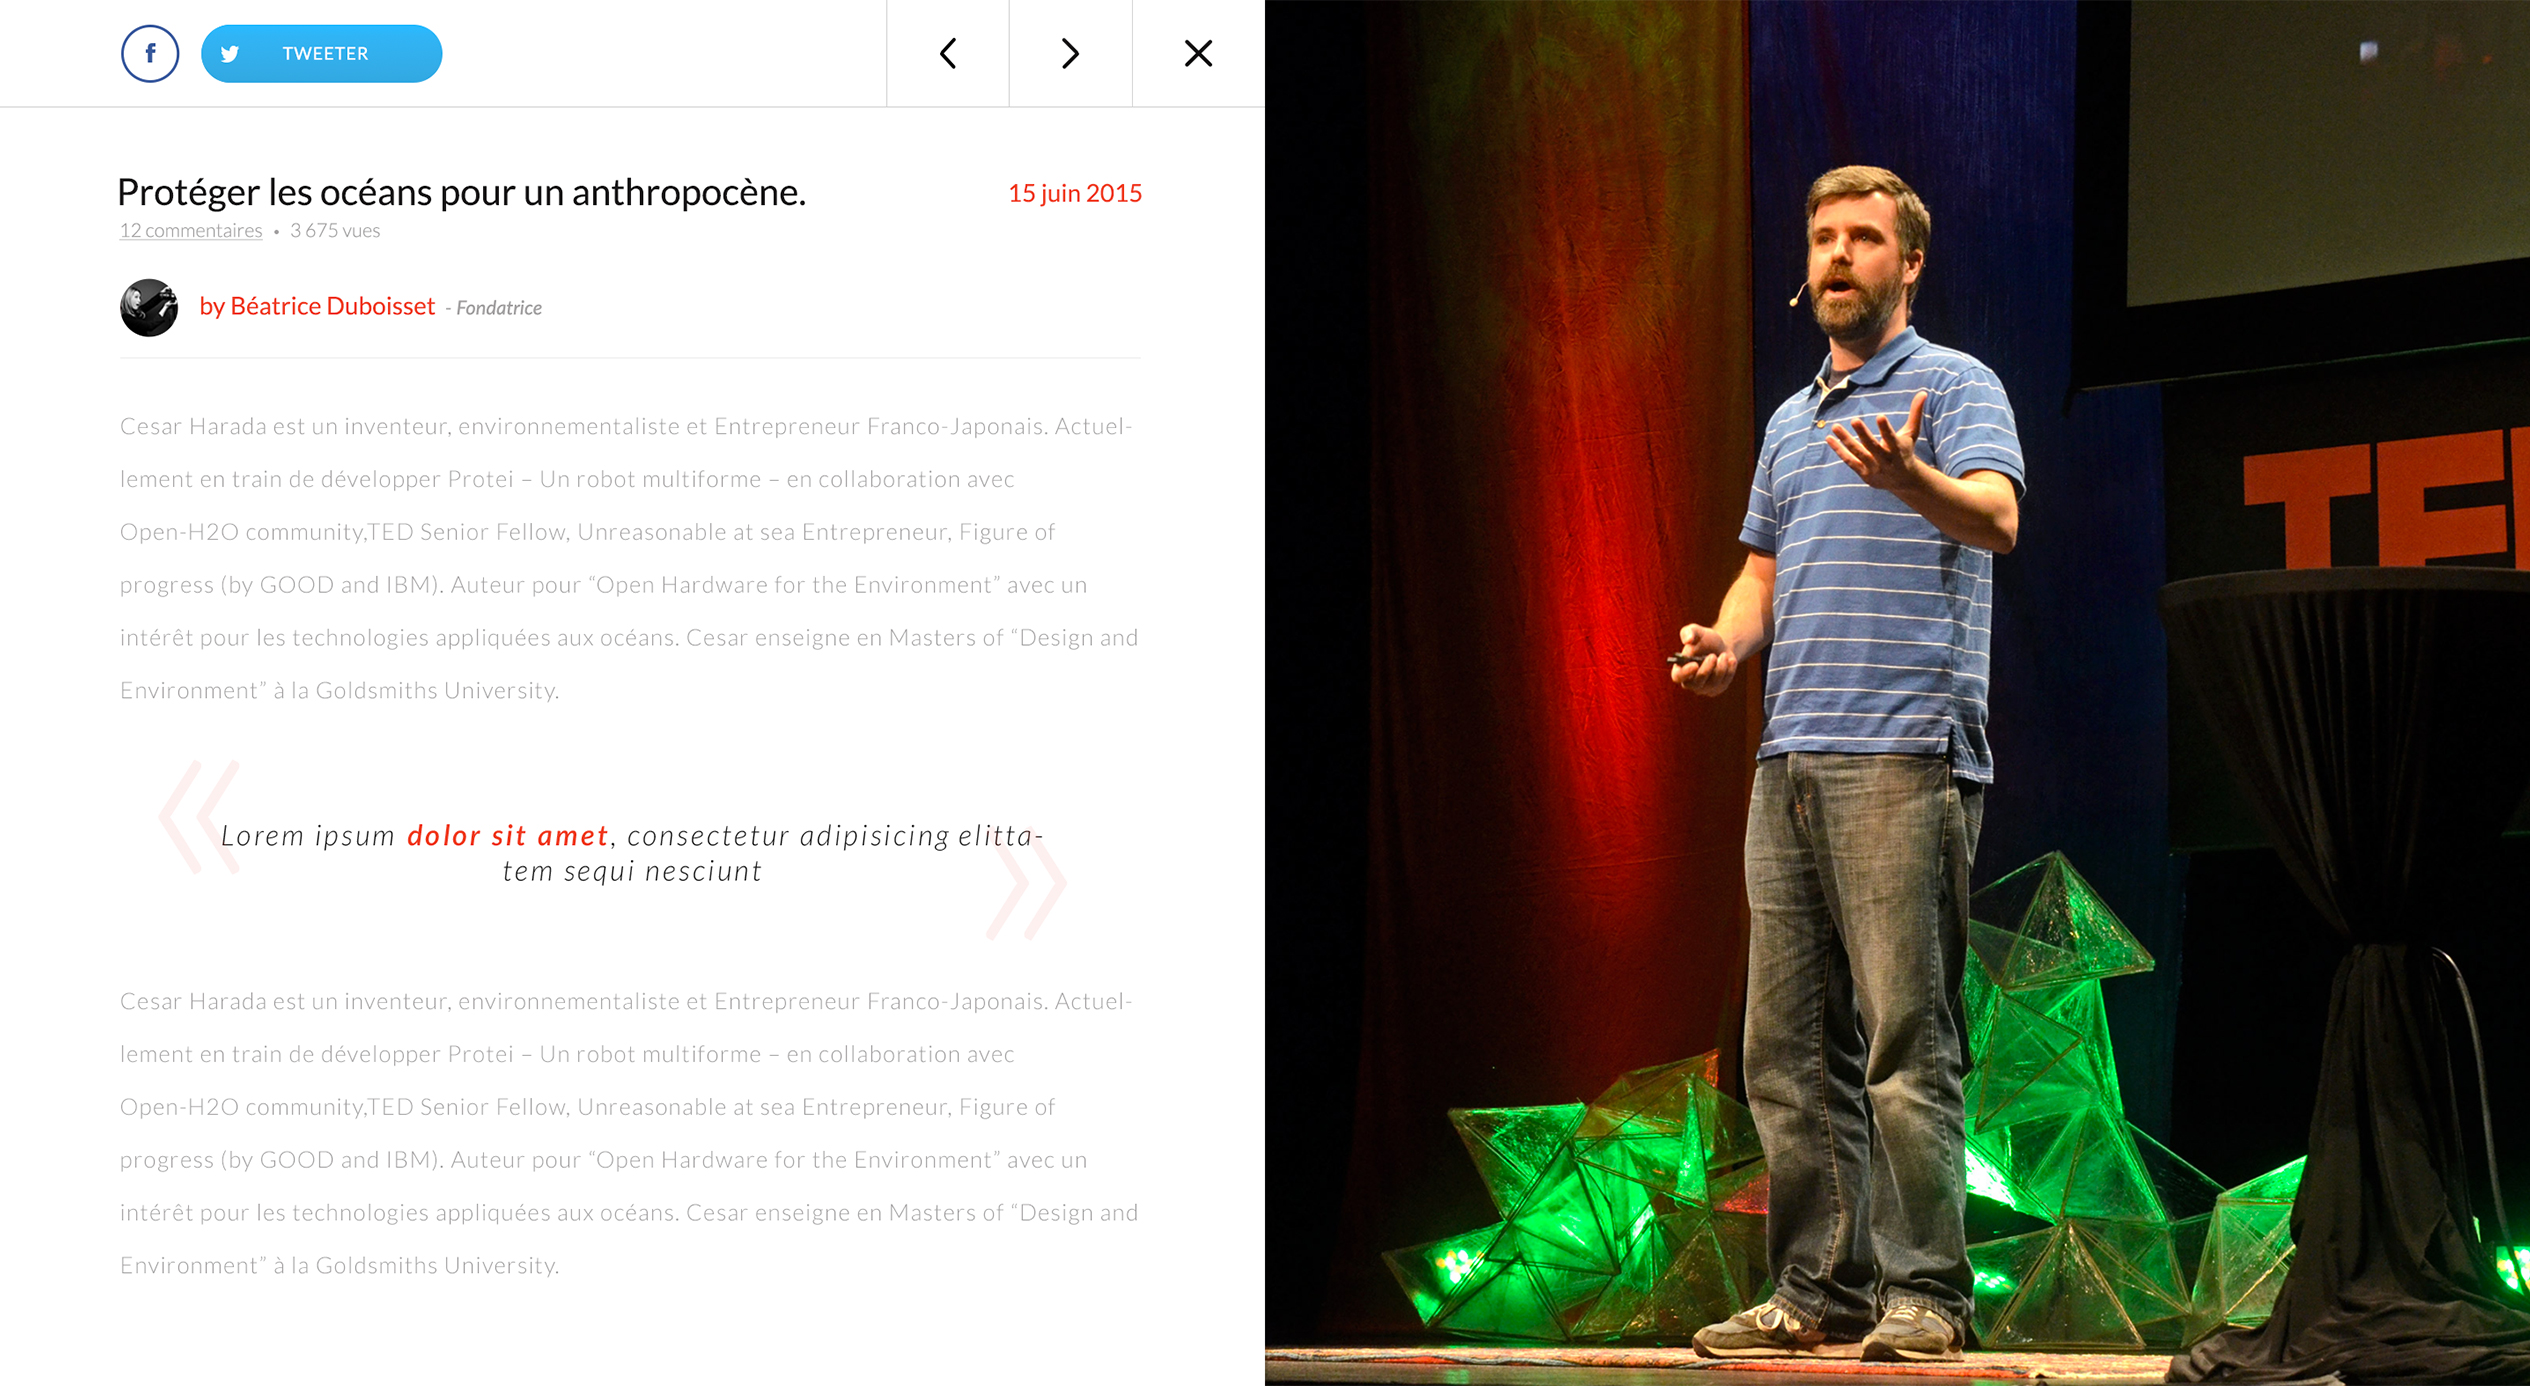 f
TWEETER
Protéger les océans pour un anthropocène.
15 juin 2015
12 commentaires • 3 675 vues
by Béatrice Duboisset - Fondatrice
Cesar Harada est un inventeur, environnementaliste et Entrepreneur Franco-Japonais. Actuel-
lement en train de développer Protei – Un robot multiforme – en collaboration avec
Open-H2O community,TED Senior Fellow, Unreasonable at sea Entrepreneur, Figure of
progress (by GOOD and IBM). Auteur pour “Open Hardware for the Environment” avec un
intérêt pour les technologies appliquées aux océans. Cesar enseigne en Masters of “Design and
Environment” à la Goldsmiths University.
« Lorem ipsum dolor sit amet, consectetur adipisicing elitta-
tem sequi nesciunt »
Cesar Harada est un inventeur, environnementaliste et Entrepreneur Franco-Japonais. Actuel-
lement en train de développer Protei – Un robot multiforme – en collaboration avec
Open-H2O community,TED Senior Fellow, Unreasonable at sea Entrepreneur, Figure of
progress (by GOOD and IBM). Auteur pour “Open Hardware for the Environment” avec un
intérêt pour les technologies appliquées aux océans. Cesar enseigne en Masters of “Design and
Environment” à la Goldsmiths University.
TE